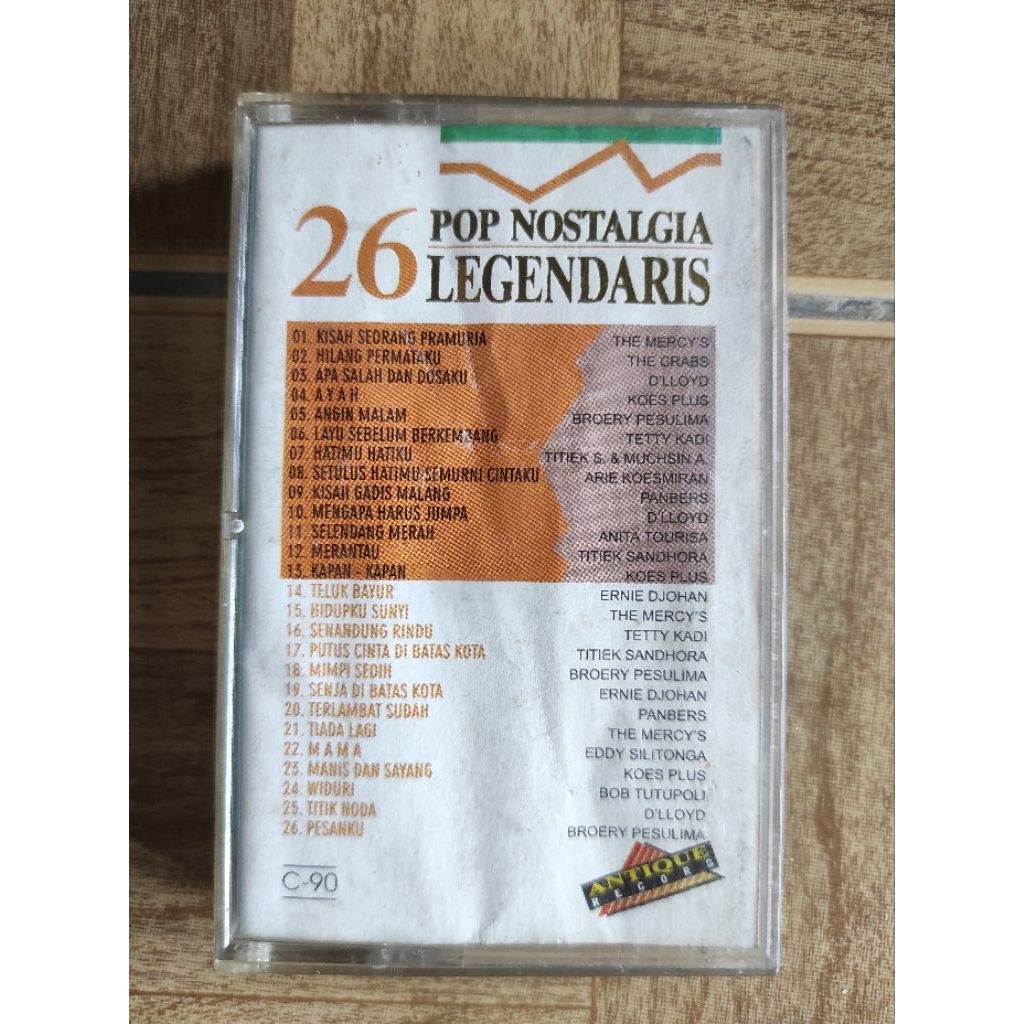 26 POP NOSTALGIA
LEGENDARIS
01. KISAH SEORANG PRAMURIA THE MERCY'S
02. HILANG PERMATAKU THE CRABS
03. APA SALAH DAN DOSAKU D'LLOYD
04. A Y A H KOES PLUS
05. ANGIN MALAM BROERY PESULIMA
06. LAYU SEBELUM BERKEMBANG TETTY KADI
07. HATIMU HATIKU TITIEK S. & MUCHSIN A.
08. SETULUS HATIMU SEMURNI CINTAKU ARIE KOESMIRAN
09. KISAH GADIS MALANG PANBERS
10. MENGAPA HARUS JUMPA D'LLOYD
11. SELENDANG MERAH ANITA TOURISA
12. MERANTAU TITIEK SANDHORA
13. KAPAN - KAPAN KOES PLUS
14. TELUK BAYUR ERNIE DJOHAN
15. HIDUPKU SUNYI THE MERCY'S
16. SENANDUNG RINDU TETTY KADI
17. PUTUS CINTA DI BATAS KOTA TITIEK SANDHORA
18. MIMPI SEDIH BROERY PESULIMA
19. SENJA DI BATAS KOTA ERNIE DJOHAN
20. TERLAMBAT SUDAH PANBERS
21. TIADA LAGI THE MERCY'S
22. M A M A EDDY SILITONGA
23. MANIS DAN SAYANG KOES PLUS
24. WIDURI BOB TUTUPOLI
25. TITIK NODA D'LLOYD
26. PESANKU BROERY PESULIMA
C-90
ANTIQUE
RECORD